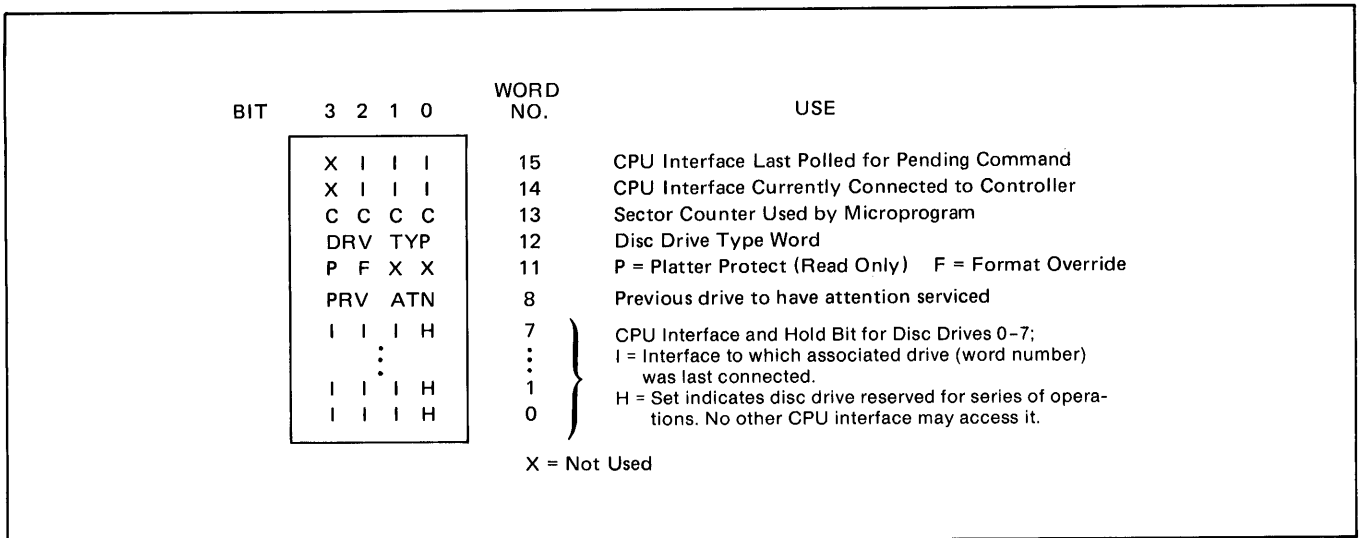 WORD
BIT 3 2 1 0 NO. USE
X I I I 15 CPU Interface Last Polled for Pending Command
X I I I 14 CPU Interface Currently Connected to Controller
C C C C 13 Sector Counter Used by Microprogram
DRV TYP 12 Disc Drive Type Word
P F X X 11 P = Platter Protect (Read Only) F = Format Override
PRV ATN 8 Previous drive to have attention serviced
I I I H 7 CPU Interface and Hold Bit for Disc Drives 0-7;
I = Interface to which associated drive (word number)
was last connected.
I I I H 1 H = Set indicates disc drive reserved for series of opera-
I I I H 0 tions. No other CPU interface may access it.
X = Not Used